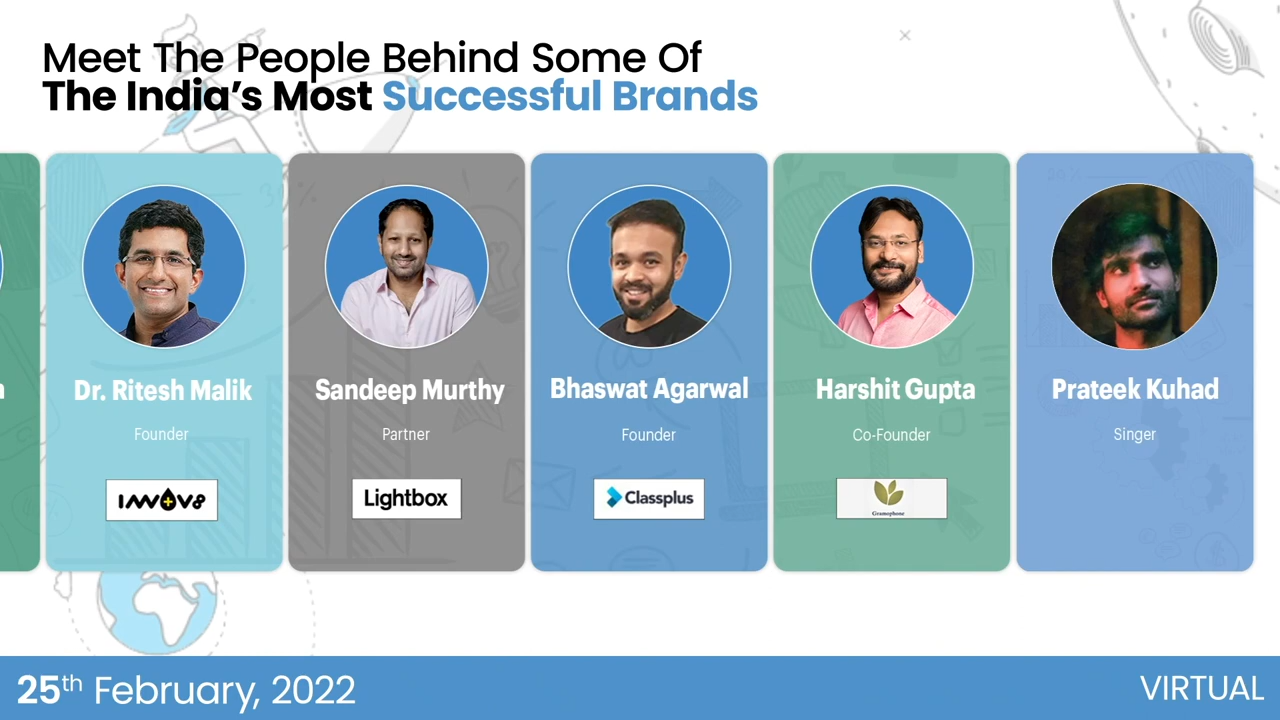 Meet The People Behind Some Of
The India's Most Successful Brands
Dr. Ritesh Malik
Founder
INNOV8
Sandeep Murthy
Partner
Lightbox
Bhaswat Agarwal
Founder
Classplus
Harshit Gupta
Co-Founder
Gramophone
Prateek Kuhad
Singer
25th February, 2022
VIRTUAL